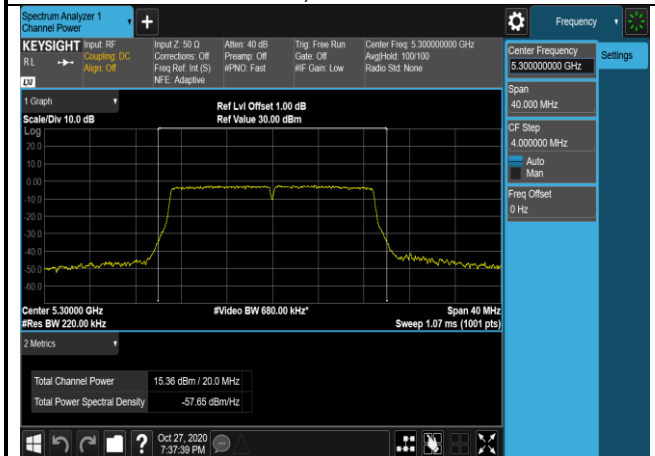 Spectrum Analyzer 1
Channel Power
+
Frequency
KEYSIGHT
Input: RF
Coupling: DC
Align: Off
Input Z: 50 Ω
Corrections: Off
Freq Ref: Int (S)
NFE: Adaptive
Atten: 40 dB
Preamp: Off
#PNO: Fast
Trig: Free Run
Gate: Off
#IF Gain: Low
Center Freq: 5.300000000 GHz
Avg|Hold: 100/100
Radio Std: None
RL
LXI
Center Frequency
5.300000000 GHz
Settings
Span
40.000 MHz
CF Step
4.000000 MHz
Auto
Man
Freq Offset
0 Hz
1 Graph
Scale/Div 10.0 dB
Ref Lvl Offset 1.00 dB
Ref Value 30.00 dBm
Log
20.0
10.0
0.00
-10.0
-20.0
-30.0
-40.0
-50.0
-60.0
Center 5.30000 GHz
#Video BW 680.00 kHz*
Span 40 MHz
#Res BW 220.00 kHz
Sweep 1.07 ms (1001 pts)
2 Metrics
Total Channel Power 15.36 dBm / 20.0 MHz
Total Power Spectral Density -57.65 dBm/Hz
?
Oct 27, 2020
7:37:39 PM